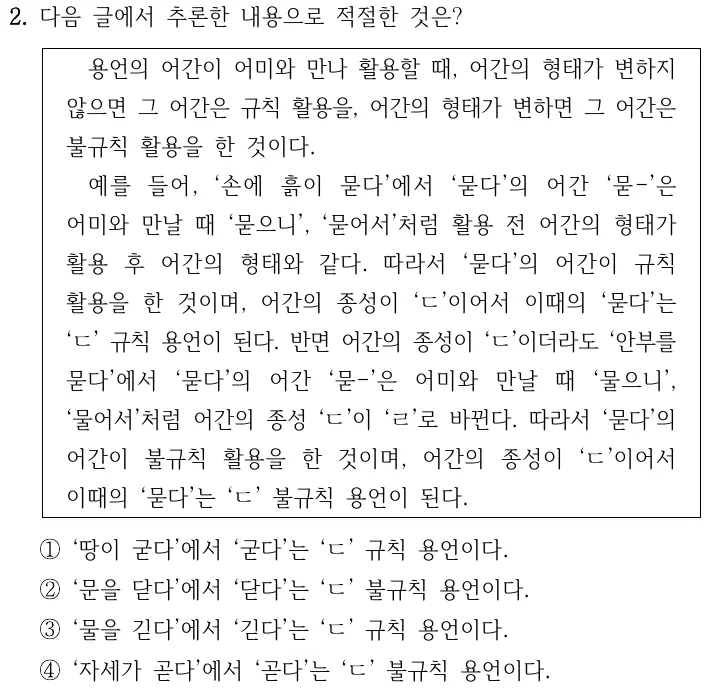 2. 다음 글에서 추론한 내용으로 적절한 것은?
용언의 어간이 어미와 만나 활용할 때, 어간의 형태가 변하지
않으면 그 어간은 규칙 활용을, 어간의 형태가 변하면 그 어간은
불규칙 활용을 한 것이다.
예를 들어, ‘손에 흙이 묻다’에서 ‘묻다’의 어간 ‘묻-’은
어미와 만날 때 ‘묻으니’, ‘묻어서’처럼 활용 전 어간의 형태가
활용 후 어간의 형태와 같다. 따라서 ‘묻다’의 어간이 규칙
활용을 한 것이며, 어간의 종성이 ‘ㄷ’이어서 이때의 ‘묻다’는
‘ㄷ’ 규칙 용언이 된다. 반면 어간의 종성이 ‘ㄷ’이더라도 ‘안부를
묻다’에서 ‘묻다’의 어간 ‘묻-’은 어미와 만날 때 ‘물으니’,
‘물어서’처럼 어간의 종성 ‘ㄷ’이 ‘ㄹ’로 바뀐다. 따라서 ‘묻다’의
어간이 불규칙 활용을 한 것이며, 어간의 종성이 ‘ㄷ’이어서
이때의 ‘묻다’는 ‘ㄷ’ 불규칙 용언이 된다.
① ‘땅이 굳다’에서 ‘굳다’는 ‘ㄷ’ 규칙 용언이다.
② ‘문을 닫다’에서 ‘닫다’는 ‘ㄷ’ 불규칙 용언이다.
③ ‘물을 긷다’에서 ‘긷다’는 ‘ㄷ’ 규칙 용언이다.
④ ‘자세가 곧다’에서 ‘곧다’는 ‘ㄷ’ 불규칙 용언이다.